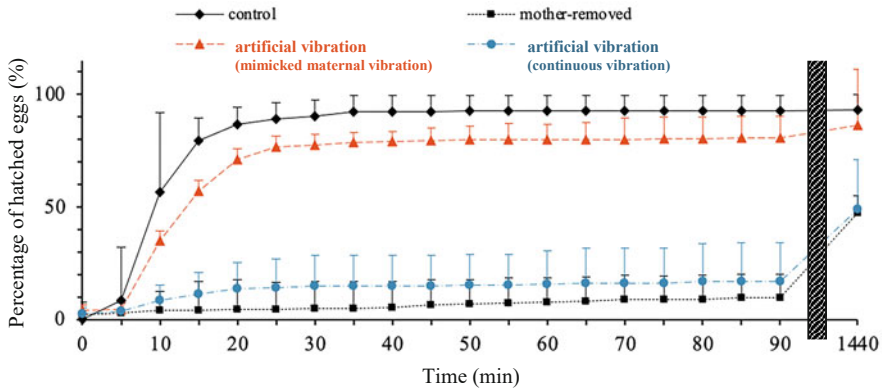 control
mother-removed
artificial vibration
(mimicked maternal vibration)
artificial vibration
(continuous vibration)
Percentage of hatched eggs (%)
100
50
0
0 10 20 30 40 50 60 70 80 90 1440
Time (min)